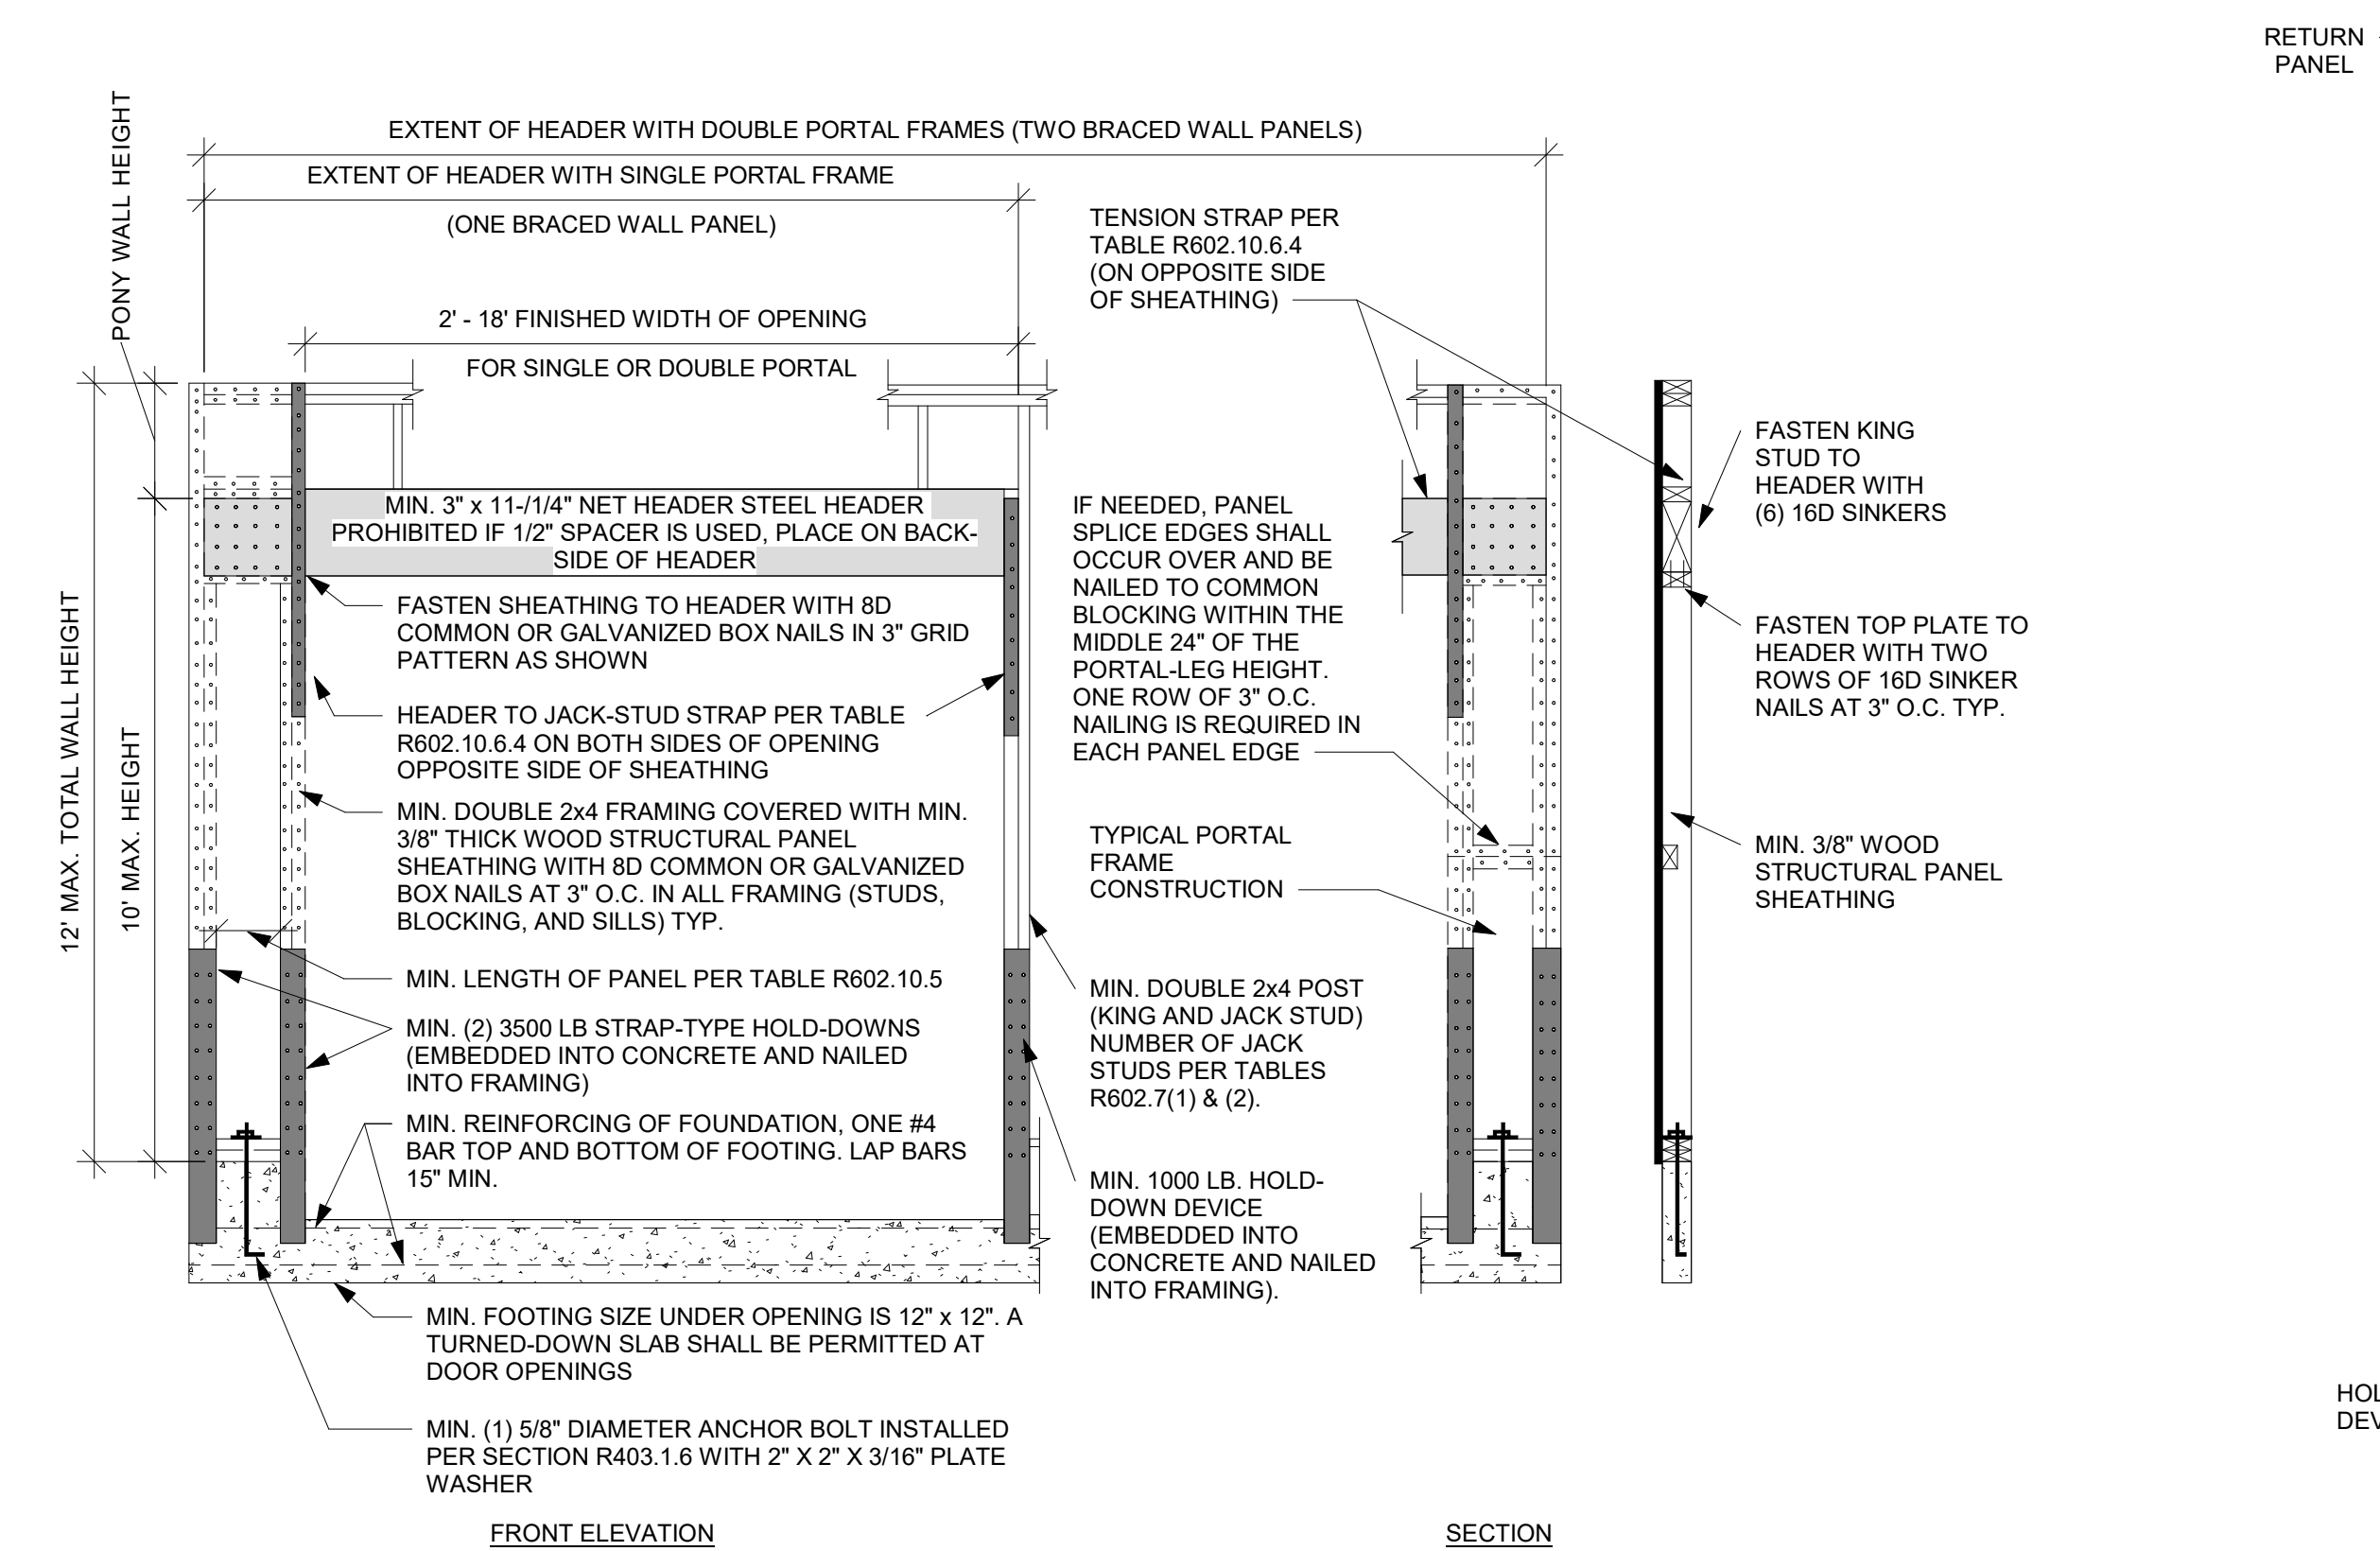 RETURN
PANEL
PONY WALL HEIGHT
EXTENT OF HEADER WITH DOUBLE PORTAL FRAMES (TWO BRACED WALL PANELS)
EXTENT OF HEADER WITH SINGLE PORTAL FRAME
(ONE BRACED WALL PANEL)
2' - 18' FINISHED WIDTH OF OPENING
FOR SINGLE OR DOUBLE PORTAL
TENSION STRAP PER
TABLE R602.10.6.4
(ON OPPOSITE SIDE
OF SHEATHING)
12' MAX. TOTAL WALL HEIGHT
10' MAX. HEIGHT
MIN. 3" x 11-/1/4" NET HEADER STEEL HEADER
PROHIBITED IF 1/2" SPACER IS USED, PLACE ON BACK-
SIDE OF HEADER
FASTEN SHEATHING TO HEADER WITH 8D
COMMON OR GALVANIZED BOX NAILS IN 3" GRID
PATTERN AS SHOWN
HEADER TO JACK-STUD STRAP PER TABLE
R602.10.6.4 ON BOTH SIDES OF OPENING
OPPOSITE SIDE OF SHEATHING
MIN. DOUBLE 2x4 FRAMING COVERED WITH MIN.
3/8" THICK WOOD STRUCTURAL PANEL
SHEATHING WITH 8D COMMON OR GALVANIZED
BOX NAILS AT 3" O.C. IN ALL FRAMING (STUDS,
BLOCKING, AND SILLS) TYP.
MIN. LENGTH OF PANEL PER TABLE R602.10.5
MIN. (2) 3500 LB STRAP-TYPE HOLD-DOWNS
(EMBEDDED INTO CONCRETE AND NAILED
INTO FRAMING)
MIN. REINFORCING OF FOUNDATION, ONE #4
BAR TOP AND BOTTOM OF FOOTING. LAP BARS
15" MIN.
MIN. FOOTING SIZE UNDER OPENING IS 12" x 12". A
TURNED-DOWN SLAB SHALL BE PERMITTED AT
DOOR OPENINGS
MIN. (1) 5/8" DIAMETER ANCHOR BOLT INSTALLED
PER SECTION R403.1.6 WITH 2" X 2" X 3/16" PLATE
WASHER
FRONT ELEVATION
IF NEEDED, PANEL
SPLICE EDGES SHALL
OCCUR OVER AND BE
NAILED TO COMMON
BLOCKING WITHIN THE
MIDDLE 24" OF THE
PORTAL-LEG HEIGHT.
ONE ROW OF 3" O.C.
NAILING IS REQUIRED IN
EACH PANEL EDGE
TYPICAL PORTAL
FRAME
CONSTRUCTION
MIN. DOUBLE 2x4 POST
(KING AND JACK STUD)
NUMBER OF JACK
STUDS PER TABLES
R602.7(1) & (2).
MIN. 1000 LB. HOLD-
DOWN DEVICE
(EMBEDDED INTO
CONCRETE AND NAILED
INTO FRAMING).
FASTEN KING
STUD TO
HEADER WITH
(6) 16D SINKERS
FASTEN TOP PLATE TO
HEADER WITH TWO
ROWS OF 16D SINKER
NAILS AT 3" O.C. TYP.
MIN. 3/8" WOOD
STRUCTURAL PANEL
SHEATHING
SECTION